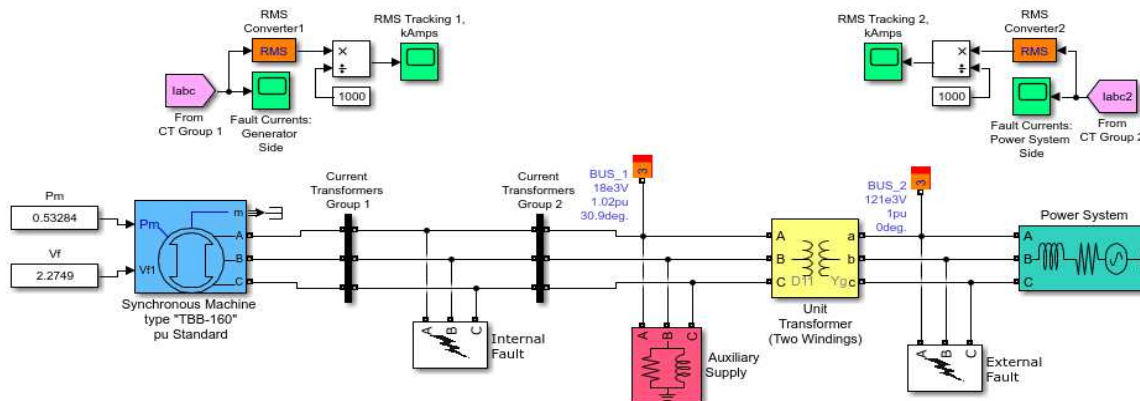 RMS
Converter1
RMS Tracking 1,
kAmps
RMS
×
÷
Iabc
1000
From
CT Group 1
Fault Currents:
Generator
Side
RMS Tracking 2,
kAmps
RMS
Converter2
×
÷
RMS
1000
Iabc2
Fault Currents:
Power System
Side
From
CT Group 2
Pm
0.53284
Vf
2.2749
m
Pm
Vf1
A
B
C
Synchronous Machine
type "TBB-160"
pu Standard
Current
Transformers
Group 1
Current
Transformers
Group 2
A B C
Internal
Fault
3
BUS_1
18e3V
1.02pu
30.9deg.
A B C
Auxiliary
Supply
A
B
C
a
b
c
D11 Yg
Unit
Transformer
(Two Windings)
3
BUS_2
121e3V
1pu
0deg.
A B C
External
Fault
Power System
A
B
C